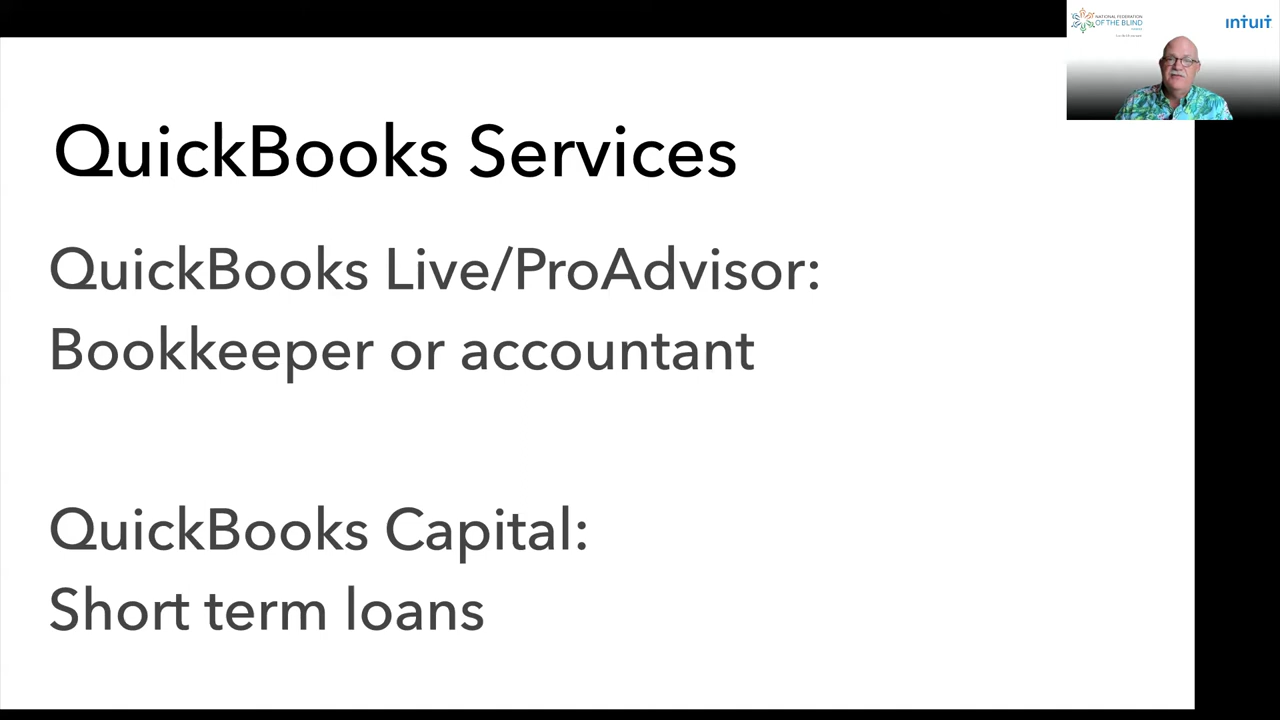 NATIONAL FEDERATION
OF THE BLIND
intuit
QuickBooks Services
QuickBooks Live/ProAdvisor:
Bookkeeper or accountant
QuickBooks Capital:
Short term loans